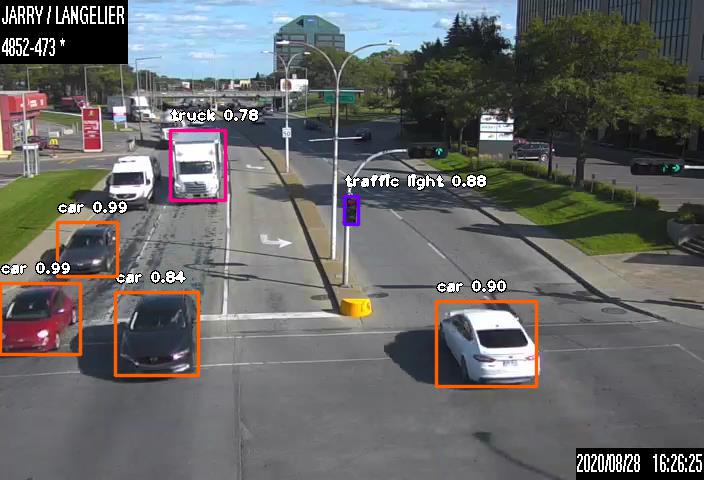 JARRY / LANGELIER
4852-473 *
truck 0.78
traffic light 0.88
car 0.99
car 0.99
car 0.84
car 0.90
2020/08/28 16:26:25